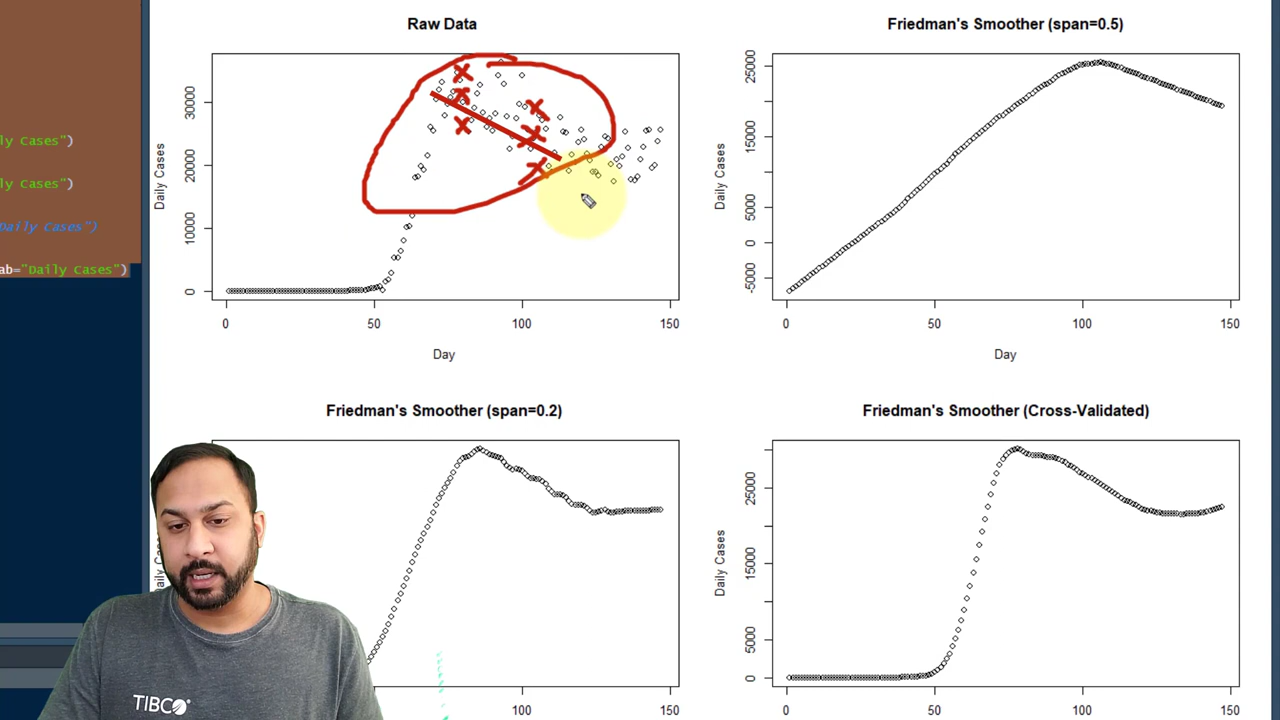 ly Cases")
ly Cases")
Daily Cases")
ab="Daily Cases")
Raw Data
Daily Cases
0
10000
20000
30000
0
50
100
150
Day
Friedman's Smoother (span=0.5)
Daily Cases
-5000
0
5000
15000
25000
0
50
100
150
Day
Friedman's Smoother (span=0.2)
100
150
Friedman's Smoother (Cross-Validated)
Daily Cases
0
5000
15000
25000
0
50
100
150
TIBCO